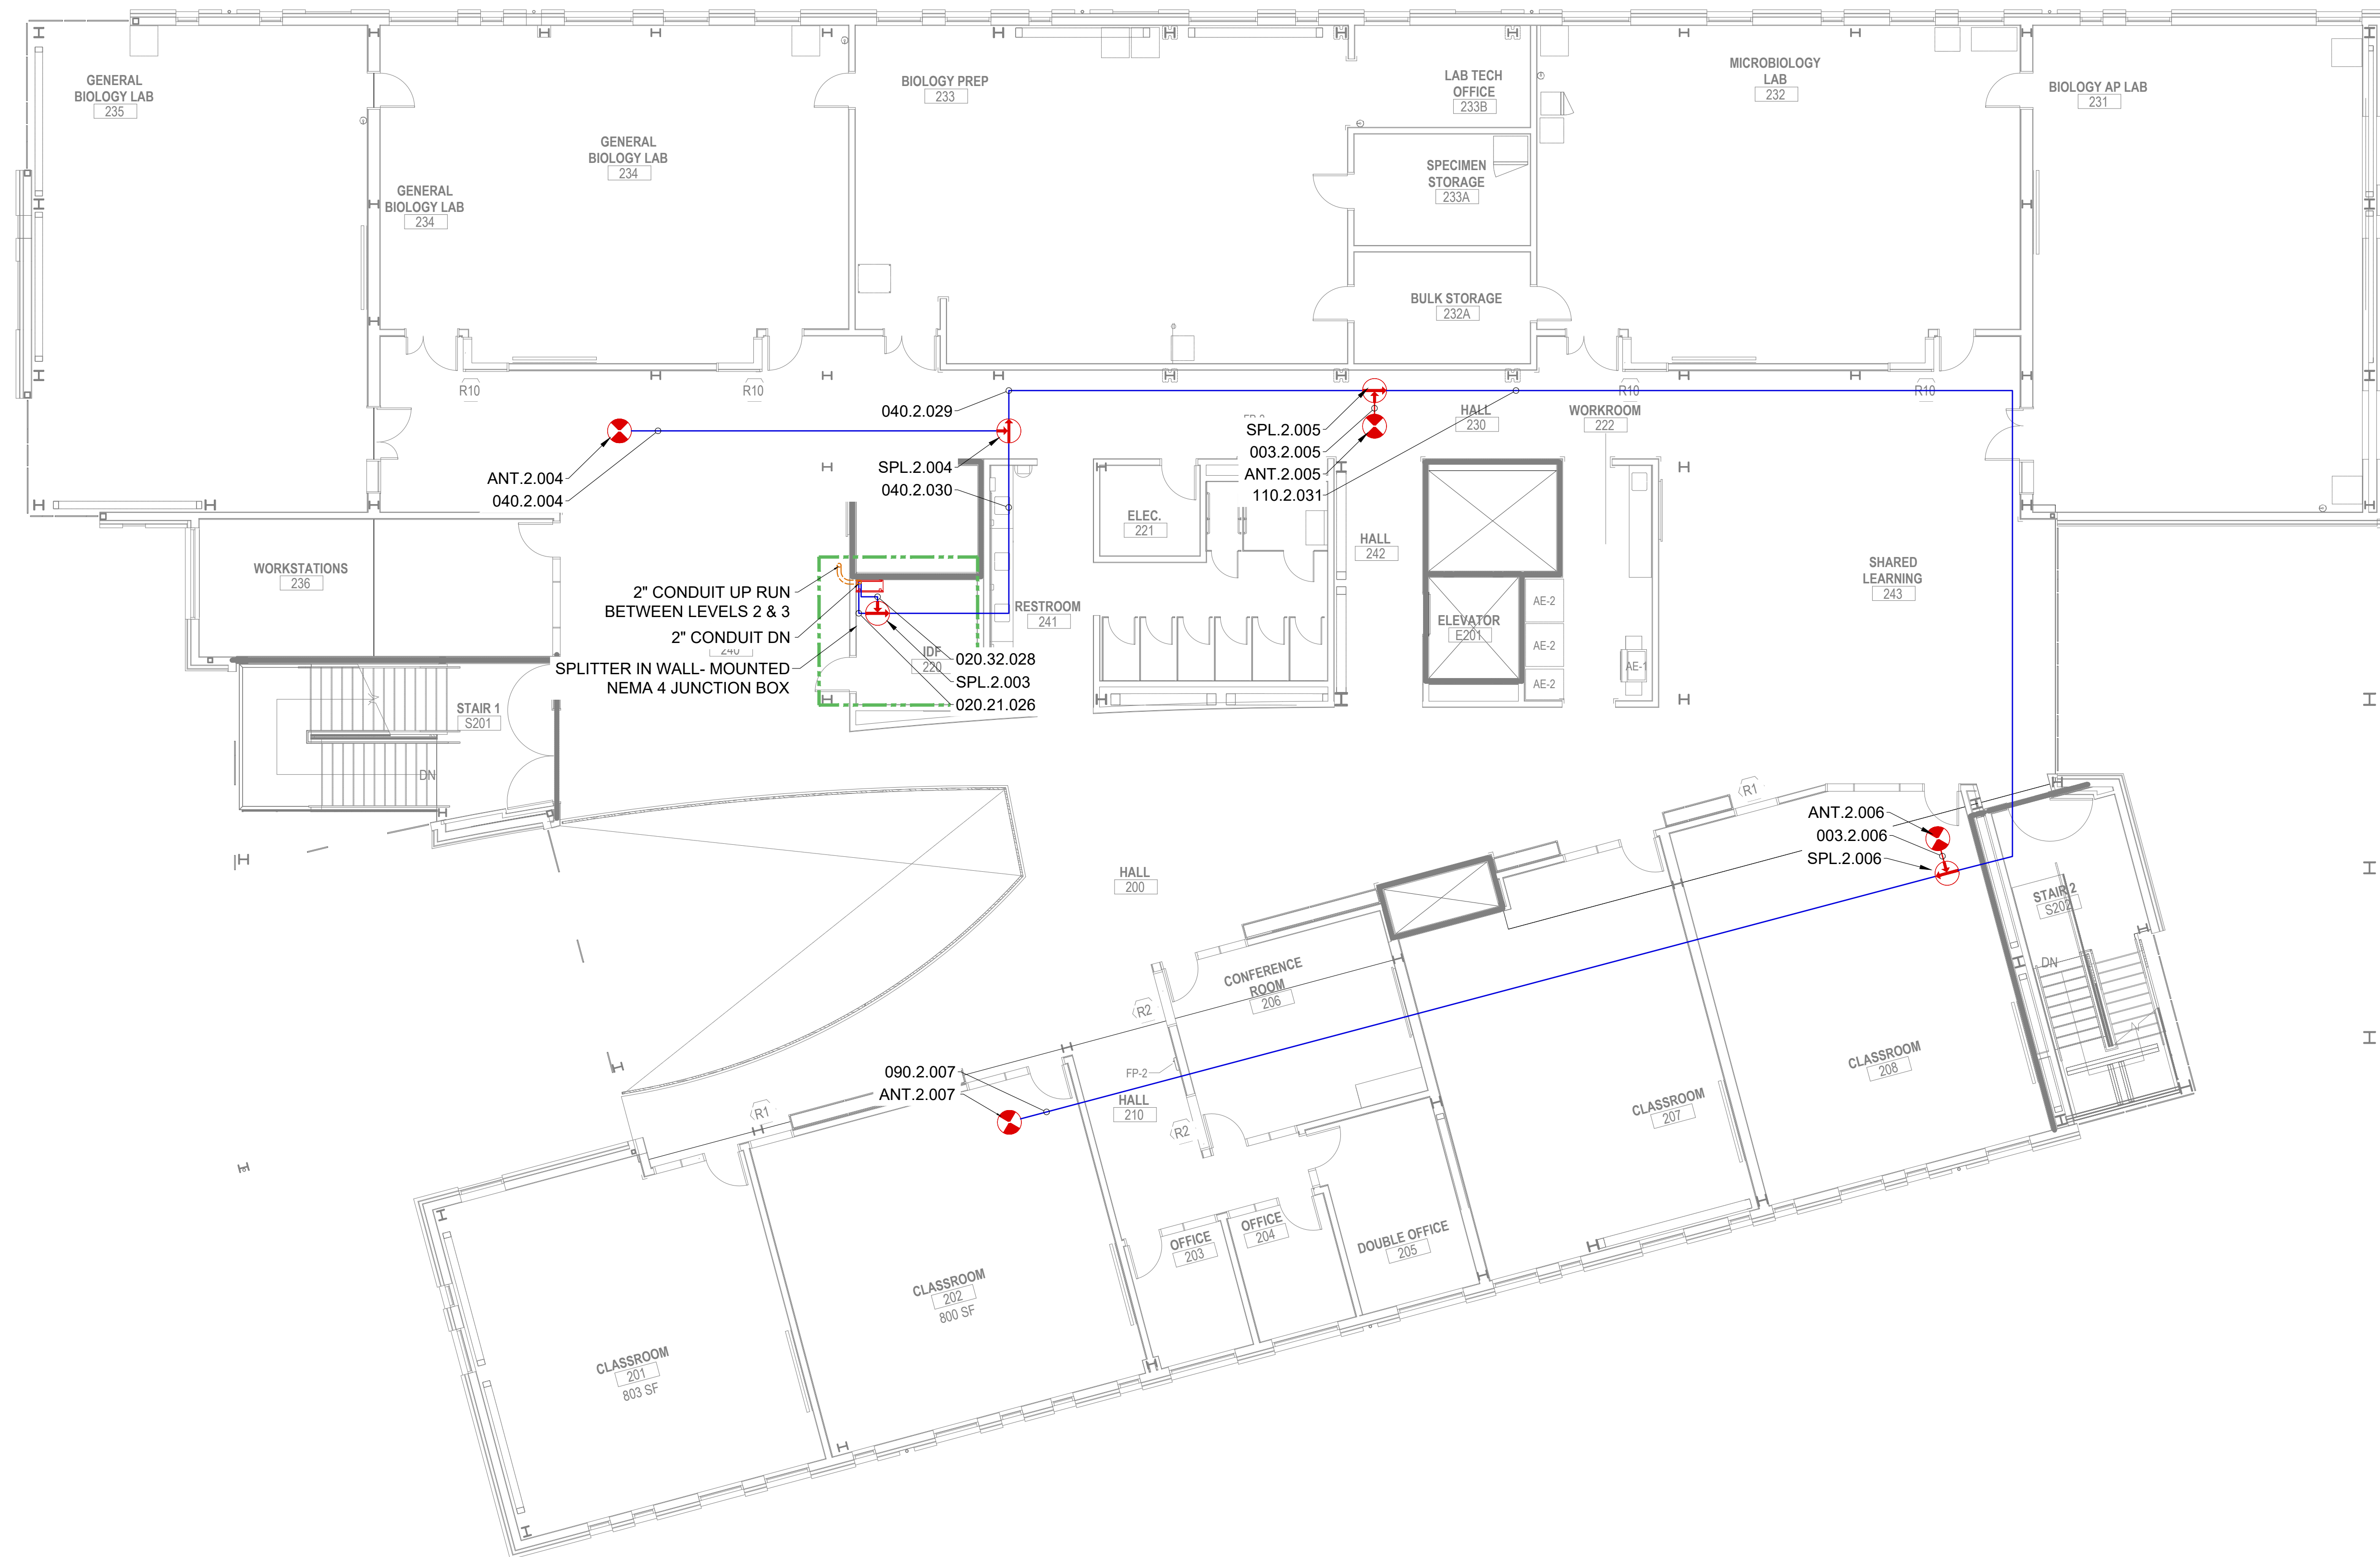 GENERAL
BIOLOGY LAB
235
GENERAL
BIOLOGY LAB
234
GENERAL
BIOLOGY LAB
234
BIOLOGY PREP
233
LAB TECH
OFFICE
233B
SPECIMEN
STORAGE
233A
BULK STORAGE
232A
MICROBIOLOGY
LAB
232
BIOLOGY AP LAB
231
R10
R10
R10
R10
040.2.029
ANT.2.004
040.2.004
SPL.2.004
040.2.030
SPL.2.005
003.2.005
ANT.2.005
110.2.031
HALL
230
WORKROOM
222
ELEC.
221
HALL
242
WORKSTATIONS
236
2" CONDUIT UP RUN
BETWEEN LEVELS 2 & 3
2" CONDUIT DN
240
SPLITTER IN WALL- MOUNTED
NEMA 4 JUNCTION BOX
IDF
220
020.32.028
SPL.2.003
020.21.026
RESTROOM
241
ELEVATOR
E201
AE-2
AE-2
AE-2
AE-1
SHARED
LEARNING
243
STAIR 1
S201
DN
HALL
200
R1
ANT.2.006
003.2.006
SPL.2.006
STAIR 2
S202
DN
CONFERENCE
ROOM
206
R2
FP-2
HALL
210
R2
090.2.007
ANT.2.007
R1
CLASSROOM
208
CLASSROOM
207
OFFICE
203
OFFICE
204
DOUBLE OFFICE
205
CLASSROOM
202
800 SF
CLASSROOM
201
803 SF